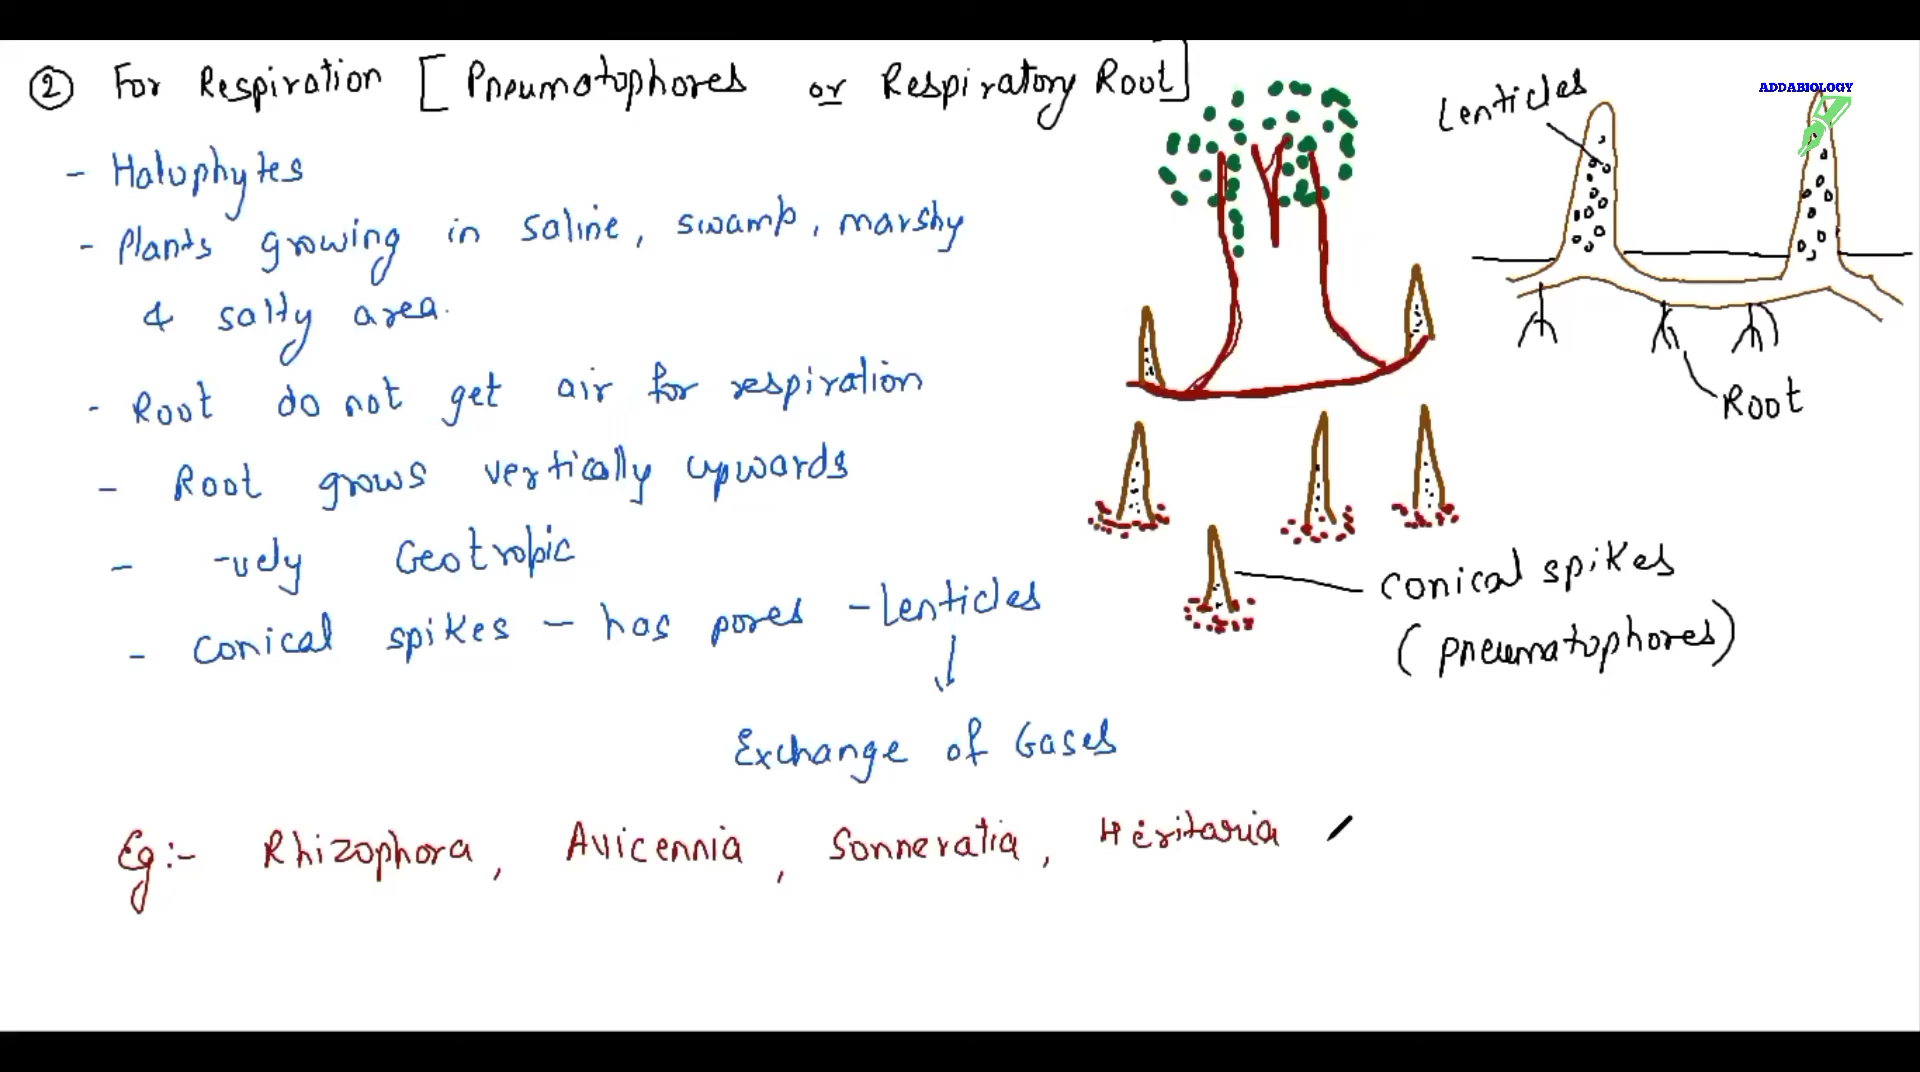 ② For Respiration [Pneumatophores or Respiratory Root]
- Halophytes
- Plants growing in saline, swamp, marshy
& salty area.
- Root do not get air for respiration
- Root grows vertically upwards
- -vely Geotropic
- Conical spikes - has pores - Lenticles
↓
Exchange of Gases
Eg:- Rhizophora, Avicennia, Sonneratia, Heritaria
Lenticles
ADDABIOLOGY
Root
Conical spikes
(pneumatophores)